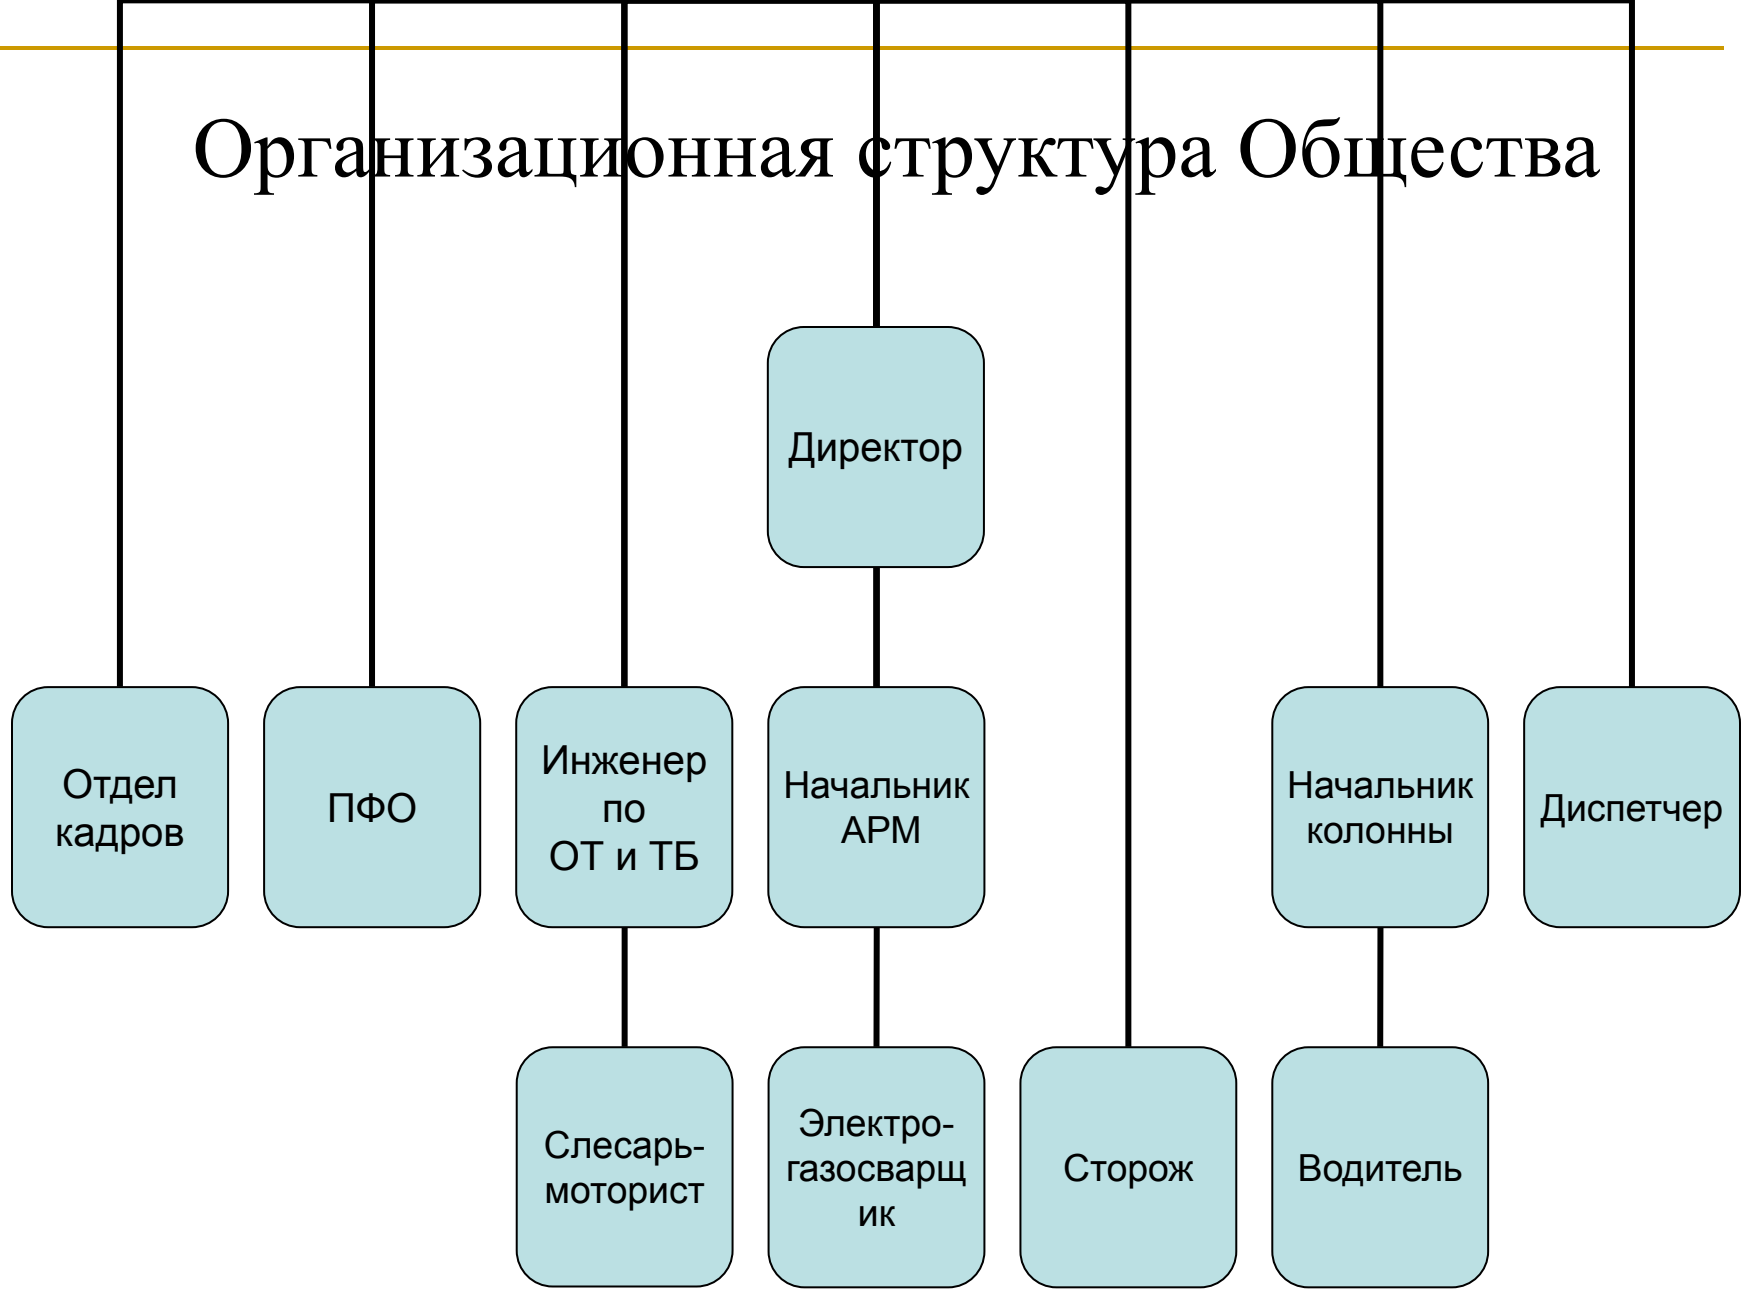 Организационная структура Общества
Директор
Отдел
кадров
ПФО
Инженер
по
ОТ и ТБ
Начальник
АРМ
Начальник
колонны
Диспетчер
Слесарь-
моторист
Электро-
газосварщ
ик
Сторож
Водитель